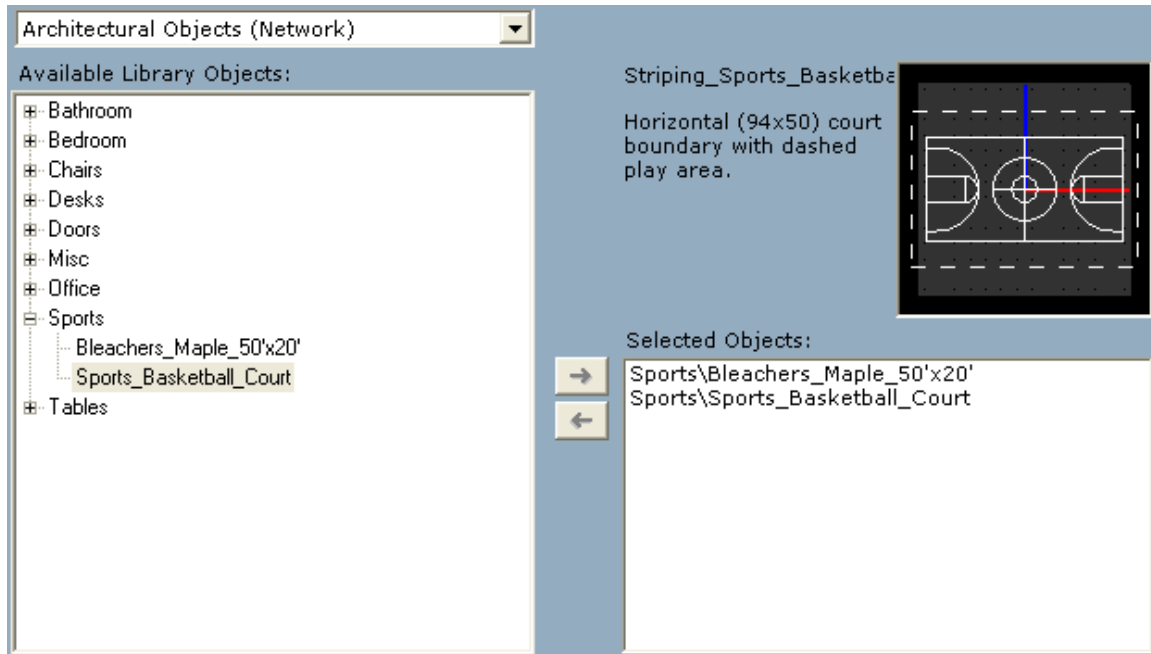 Architectural Objects (Network)
Available Library Objects:
Bathroom
Bedroom
Chairs
Desks
Doors
Misc
Office
Sports
Bleachers_Maple_50'x20'
Sports_Basketball_Court
Tables
Striping_Sports_Basketba
Horizontal (94x50) court
boundary with dashed
play area.
Selected Objects:
Sports\Bleachers_Maple_50'x20'
Sports\Sports_Basketball_Court